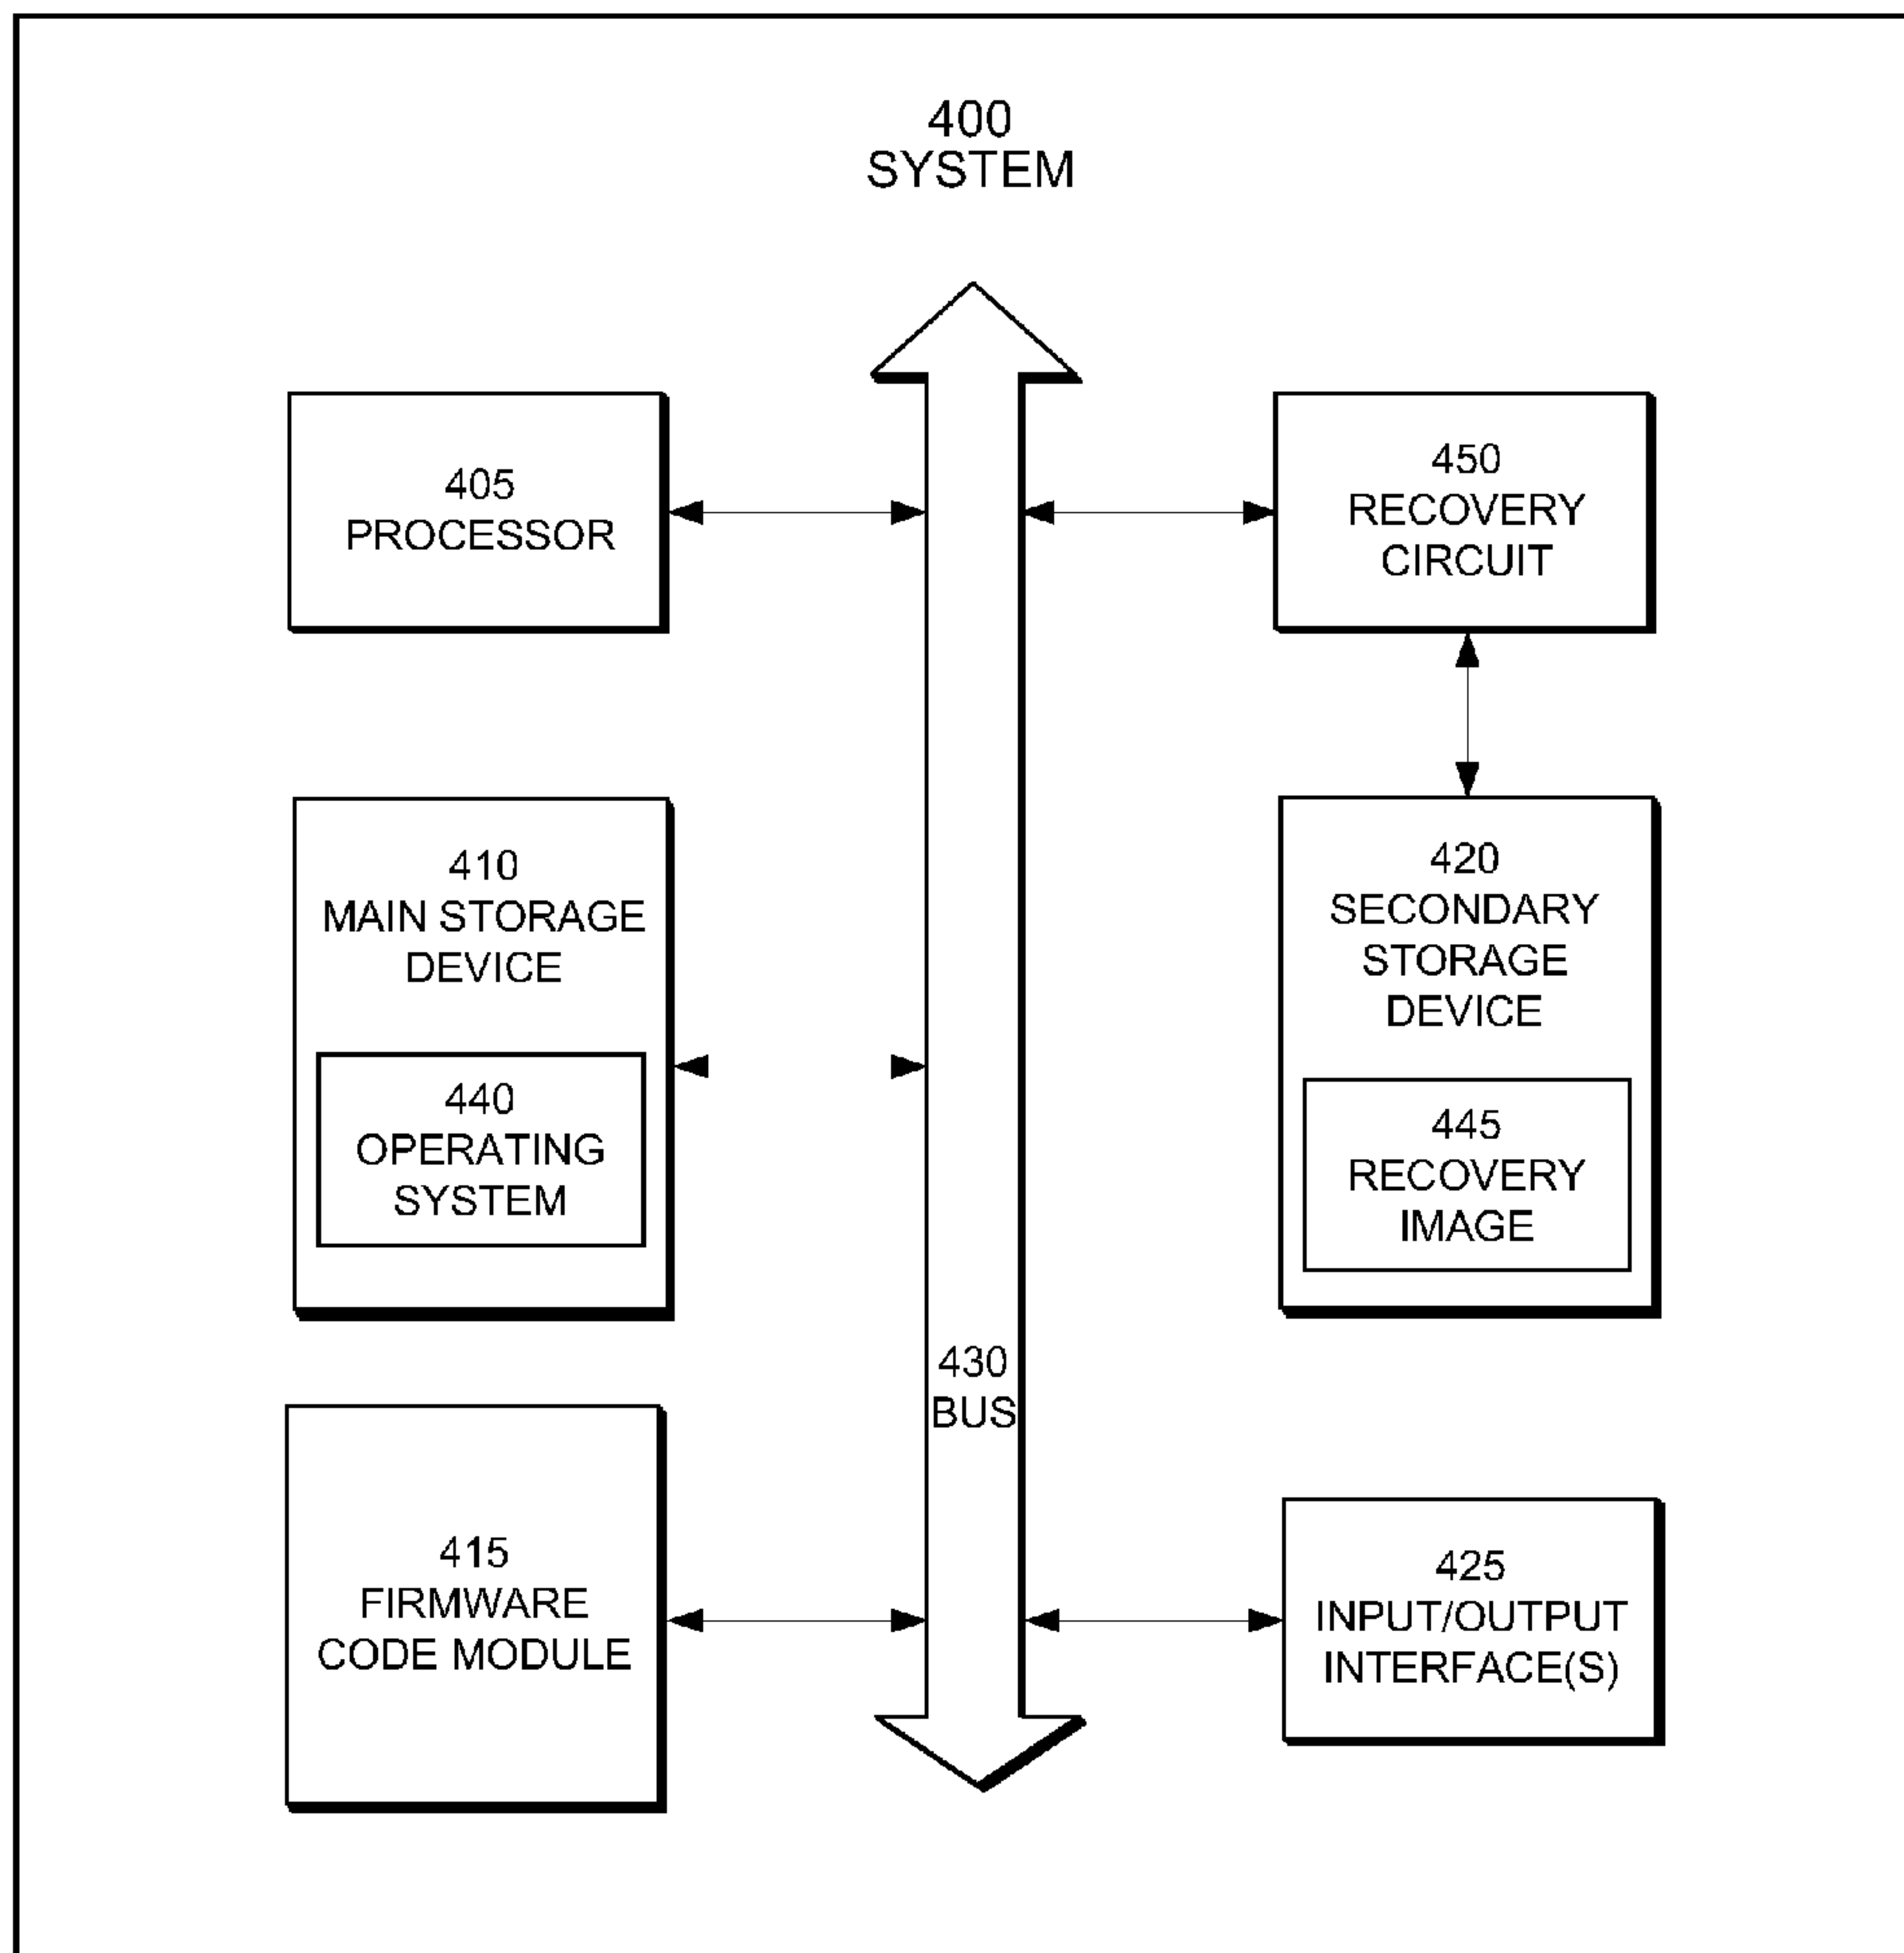 400
SYSTEM
405
PROCESSOR
450
RECOVERY
CIRCUIT
410
MAIN STORAGE
DEVICE
440
OPERATING
SYSTEM
420
SECONDARY
STORAGE
DEVICE
445
RECOVERY
IMAGE
430
BUS
415
FIRMWARE
CODE MODULE
425
INPUT/OUTPUT
INTERFACE(S)